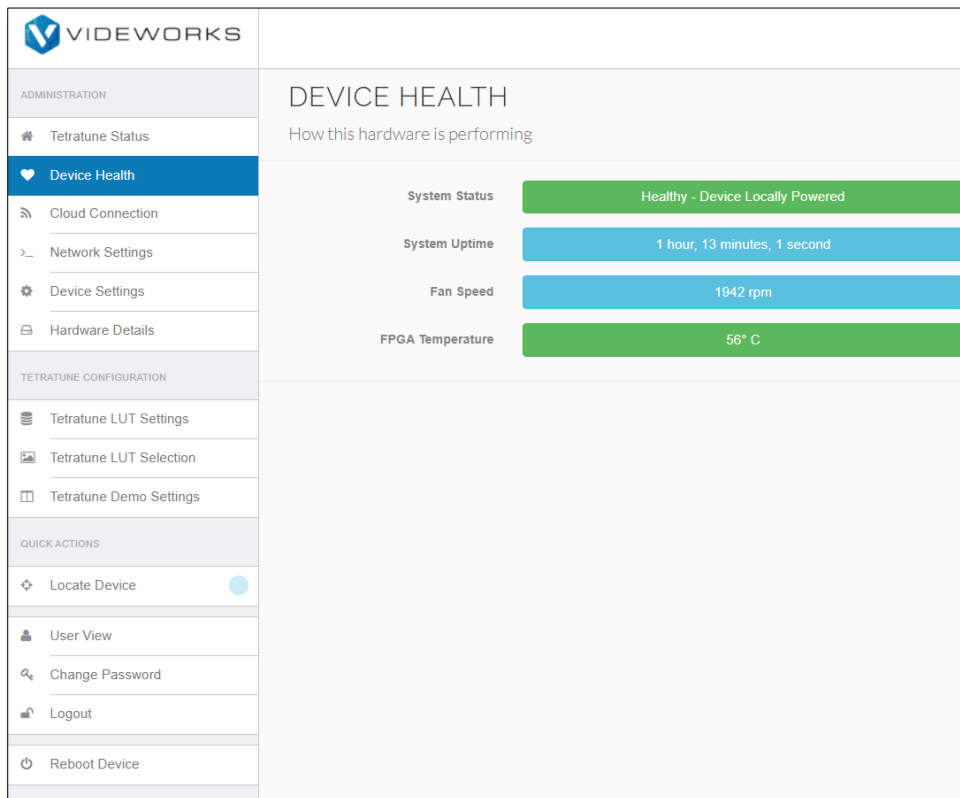 VIDEWORKS
ADMINISTRATION
Tetratune Status
Device Health
Cloud Connection
Network Settings
Device Settings
Hardware Details
TETRATUNE CONFIGURATION
Tetratune LUT Settings
Tetratune LUT Selection
Tetratune Demo Settings
QUICK ACTIONS
Locate Device
User View
Change Password
Logout
Reboot Device
DEVICE HEALTH
How this hardware is performing
System Status Healthy - Device Locally Powered
System Uptime 1 hour, 13 minutes, 1 second
Fan Speed 1942 rpm
FPGA Temperature 56° C